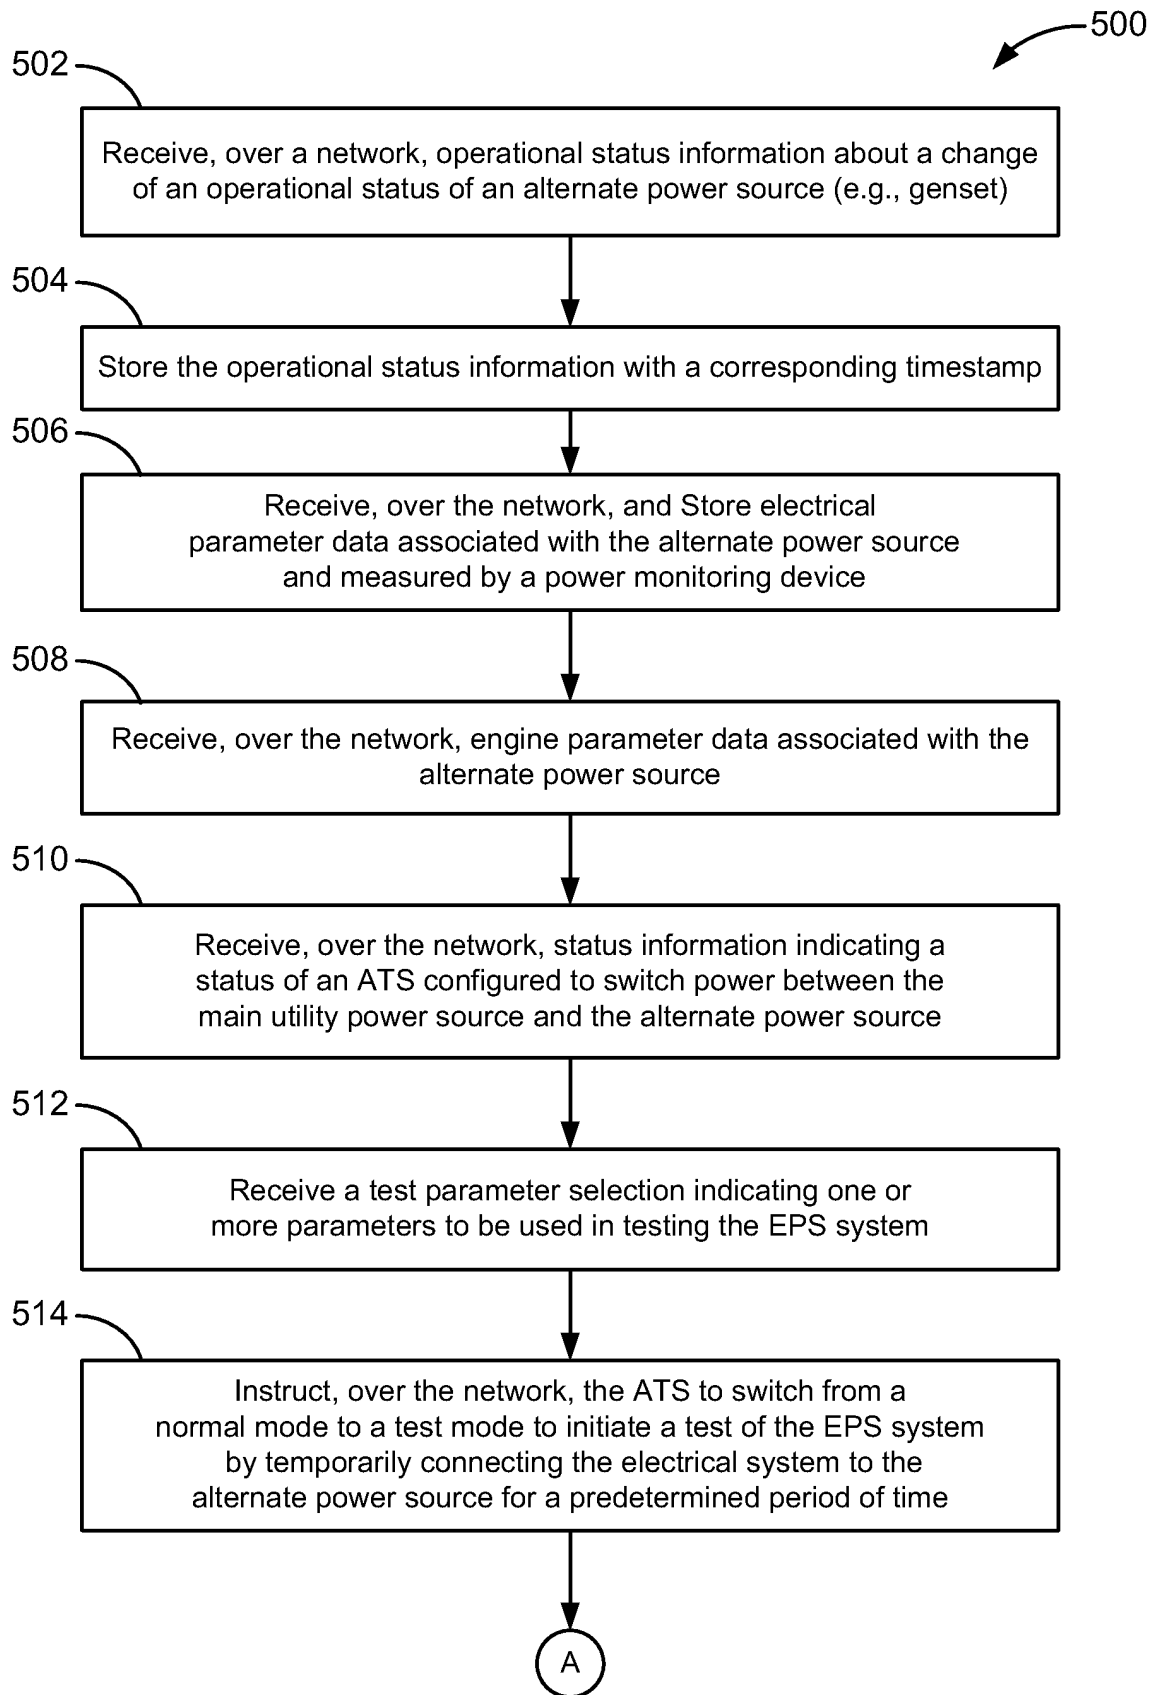 500
502
Receive, over a network, operational status information about a change
of an operational status of an alternate power source (e.g., genset)
504
Store the operational status information with a corresponding timestamp
506
Receive, over the network, and Store electrical
parameter data associated with the alternate power source
and measured by a power monitoring device
508
Receive, over the network, engine parameter data associated with the
alternate power source
510
Receive, over the network, status information indicating a
status of an ATS configured to switch power between the
main utility power source and the alternate power source
512
Receive a test parameter selection indicating one or
more parameters to be used in testing the EPS system
514
Instruct, over the network, the ATS to switch from a
normal mode to a test mode to initiate a test of the EPS system
by temporarily connecting the electrical system to the
alternate power source for a predetermined period of time
A